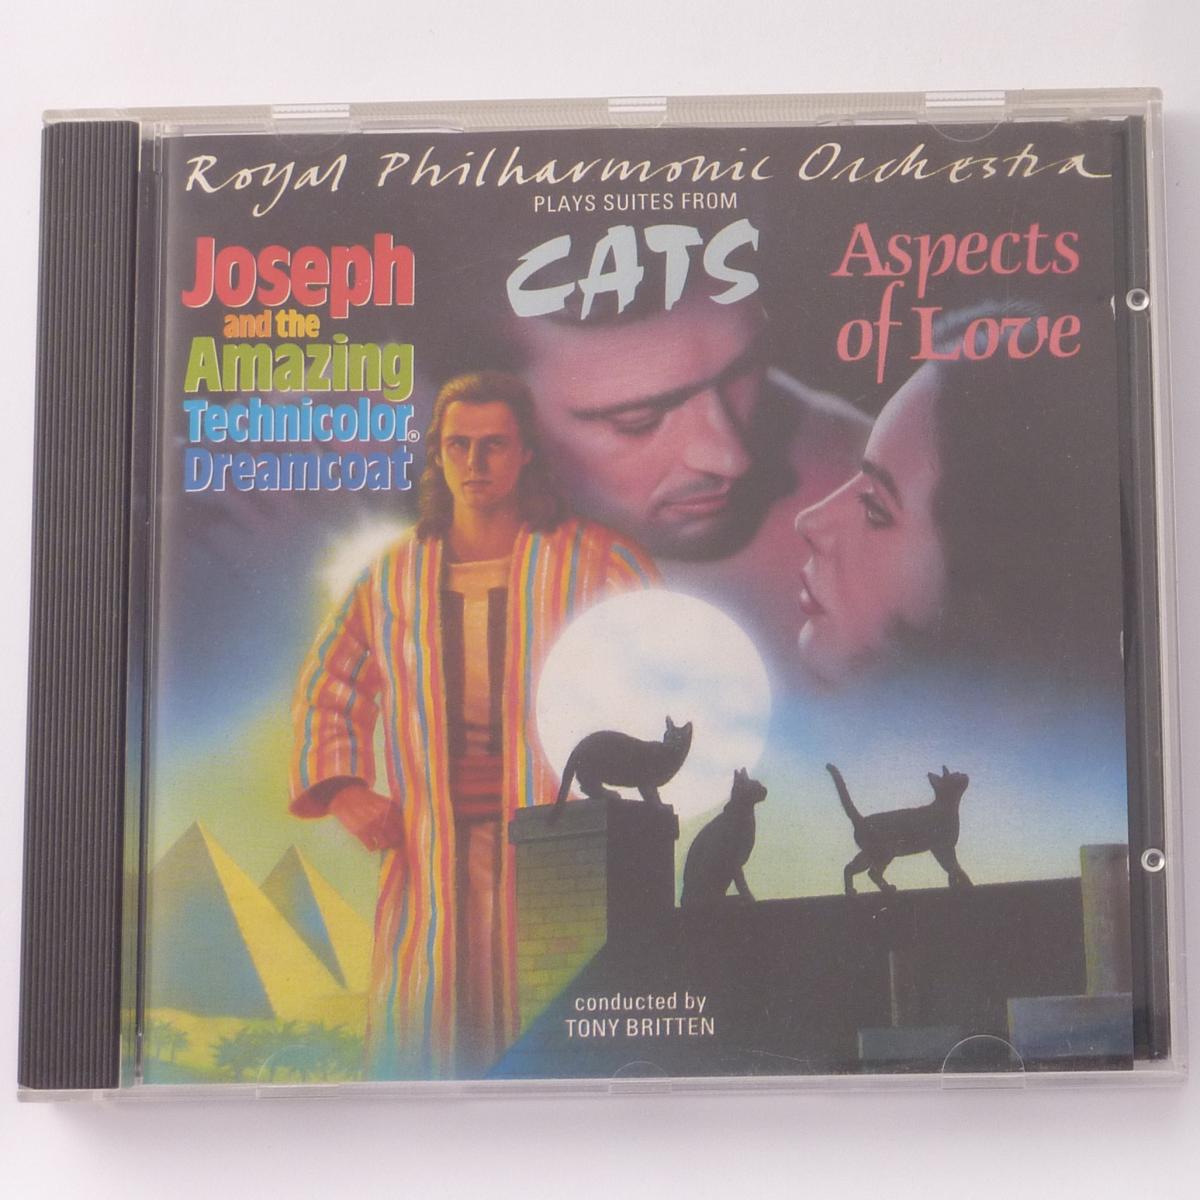 Royal Philharmonic Orchestra
PLAYS SUITES FROM
Joseph
and the
Amazing
Technicolor®
Dreamcoat
CATS
Aspects
of Love
conducted by
TONY BRITTEN